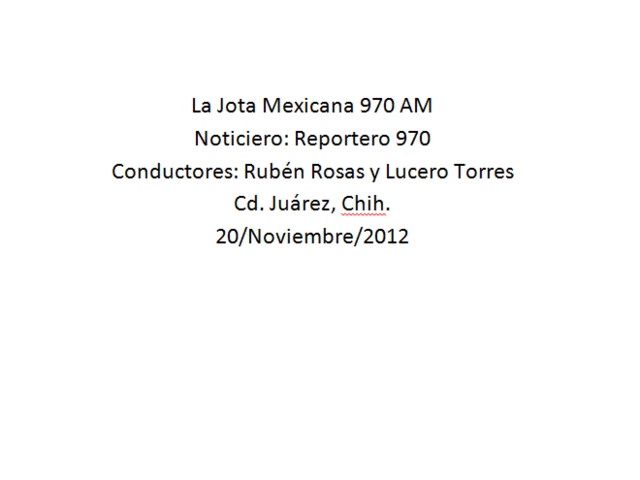 La Jota Mexicana 970 AM
Noticiero: Reportero 970
Conductores: Rubén Rosas y Lucero Torres
Cd. Juárez, Chih.
20/Noviembre/2012